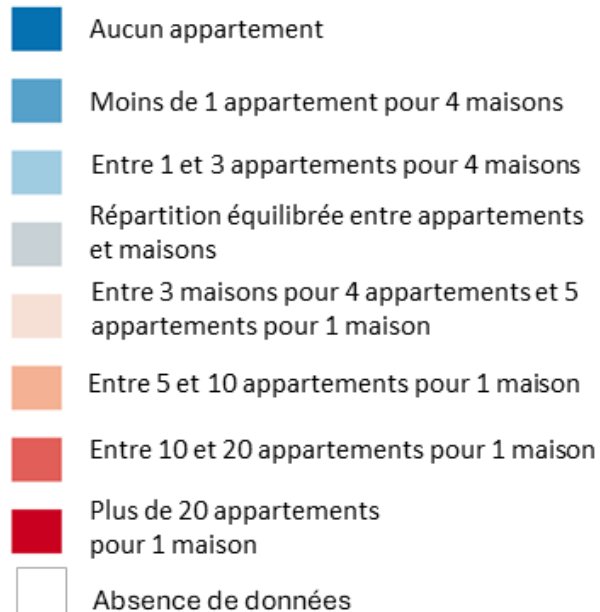 Aucun appartement
Moins de 1 appartement pour 4 maisons
Entre 1 et 3 appartements pour 4 maisons
Répartition équilibrée entre appartements
et maisons
Entre 3 maisons pour 4 appartements et 5
appartements pour 1 maison
Entre 5 et 10 appartements pour 1 maison
Entre 10 et 20 appartements pour 1 maison
Plus de 20 appartements
pour 1 maison
Absence de données